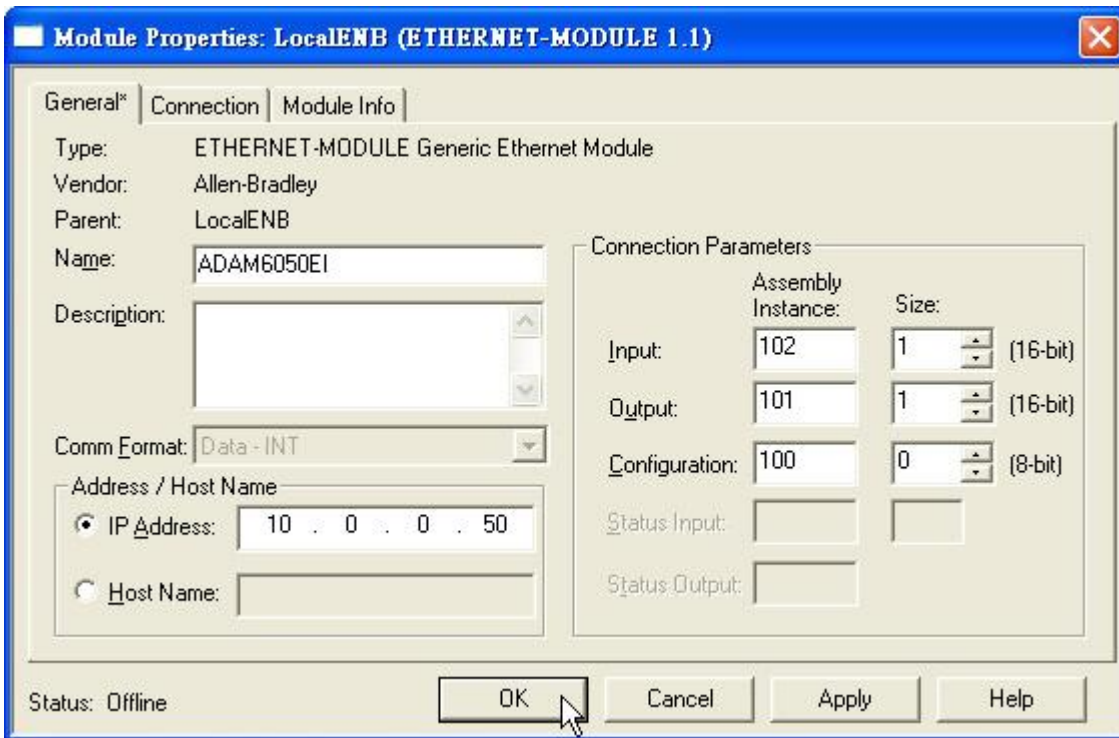 Module Properties: LocalENB (ETHERNET-MODULE 1.1)
General* Connection Module Info
Type: ETHERNET-MODULE Generic Ethernet Module
Vendor: Allen-Bradley
Parent: LocalENB
Name: ADAM6050EI
Description:
Comm Format: Data - INT
Address / Host Name
IP Address: 10 . 0 . 0 . 50
Host Name:
Connection Parameters
Assembly Instance: Size:
Input: 102 1 (16-bit)
Output: 101 1 (16-bit)
Configuration: 100 0 (8-bit)
Status Input:
Status Output:
Status: Offline
OK Cancel Apply Help